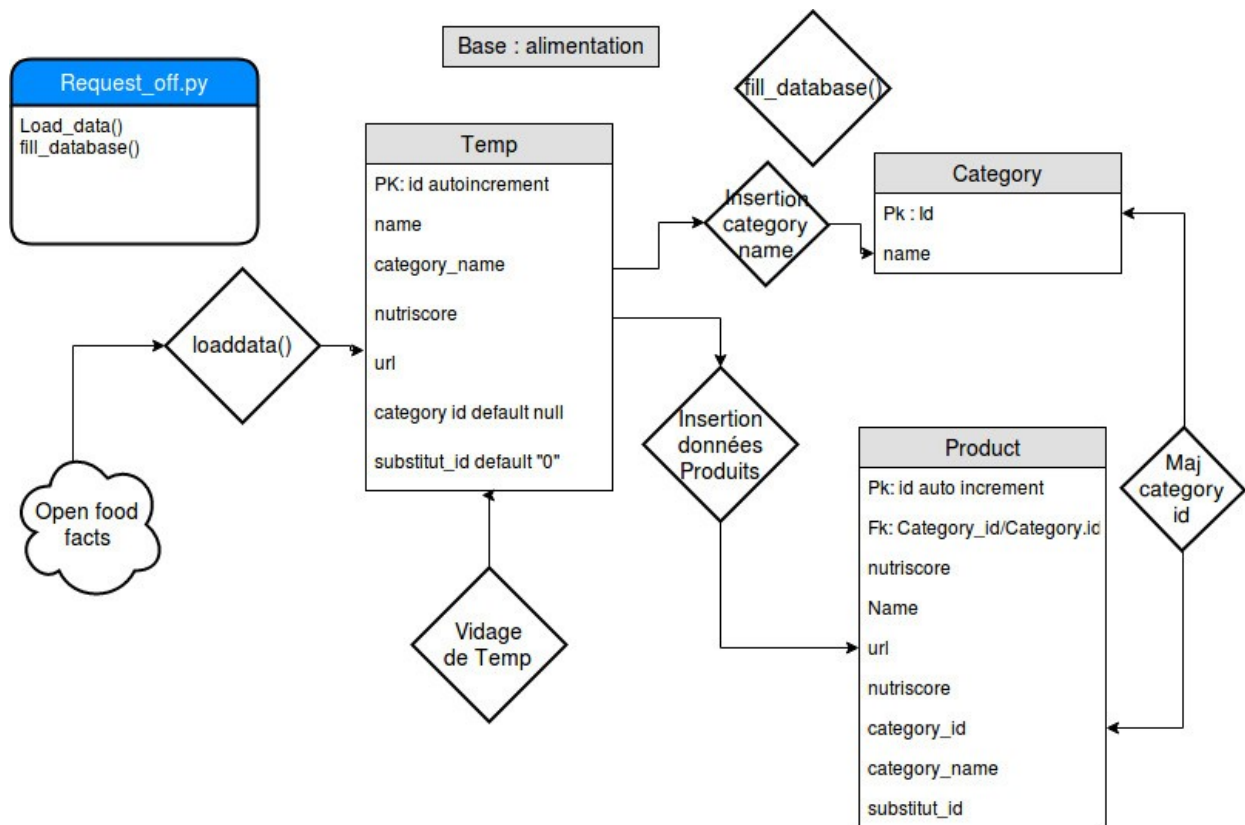 Base : alimentation
Request_off.py
Load_data()
fill_database()
fill_database()
Temp
PK: id autoincrement
name
category_name
nutriscore
url
category id default null
substitut_id default "0"
Insertion
category
name
Category
Pk : Id
name
loaddata()
Open food
facts
Insertion
données
Produits
Vidage
de Temp
Product
Pk: id auto increment
Fk: Category_id/Category.id
nutriscore
Name
url
nutriscore
category_id
category_name
substitut_id
Maj
category
id